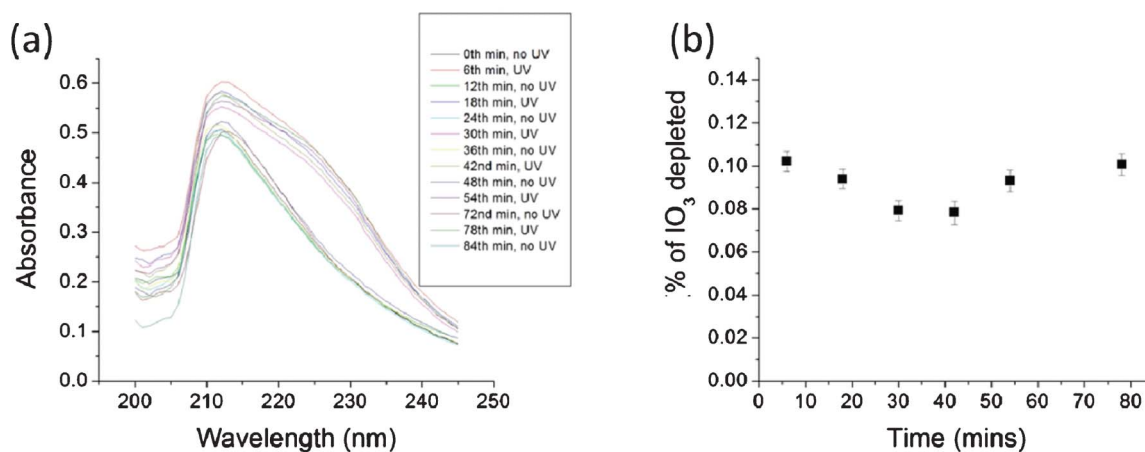 (a)
Absorbance
0.6
0.5
0.4
0.3
0.2
0.1
0.0
200 210 220 230 240 250
Wavelength (nm)
0th min, no UV
6th min, UV
12th min, no UV
18th min, UV
24th min, no UV
30th min, UV
36th min, no UV
42nd min, UV
48th min, no UV
54th min, UV
72nd min, no UV
78th min, UV
84th min, no UV
(b)
% of IO3 depleted
0.14
0.12
0.10
0.08
0.06
0.04
0.02
0.00
0 10 20 30 40 50 60 70 80
Time (mins)